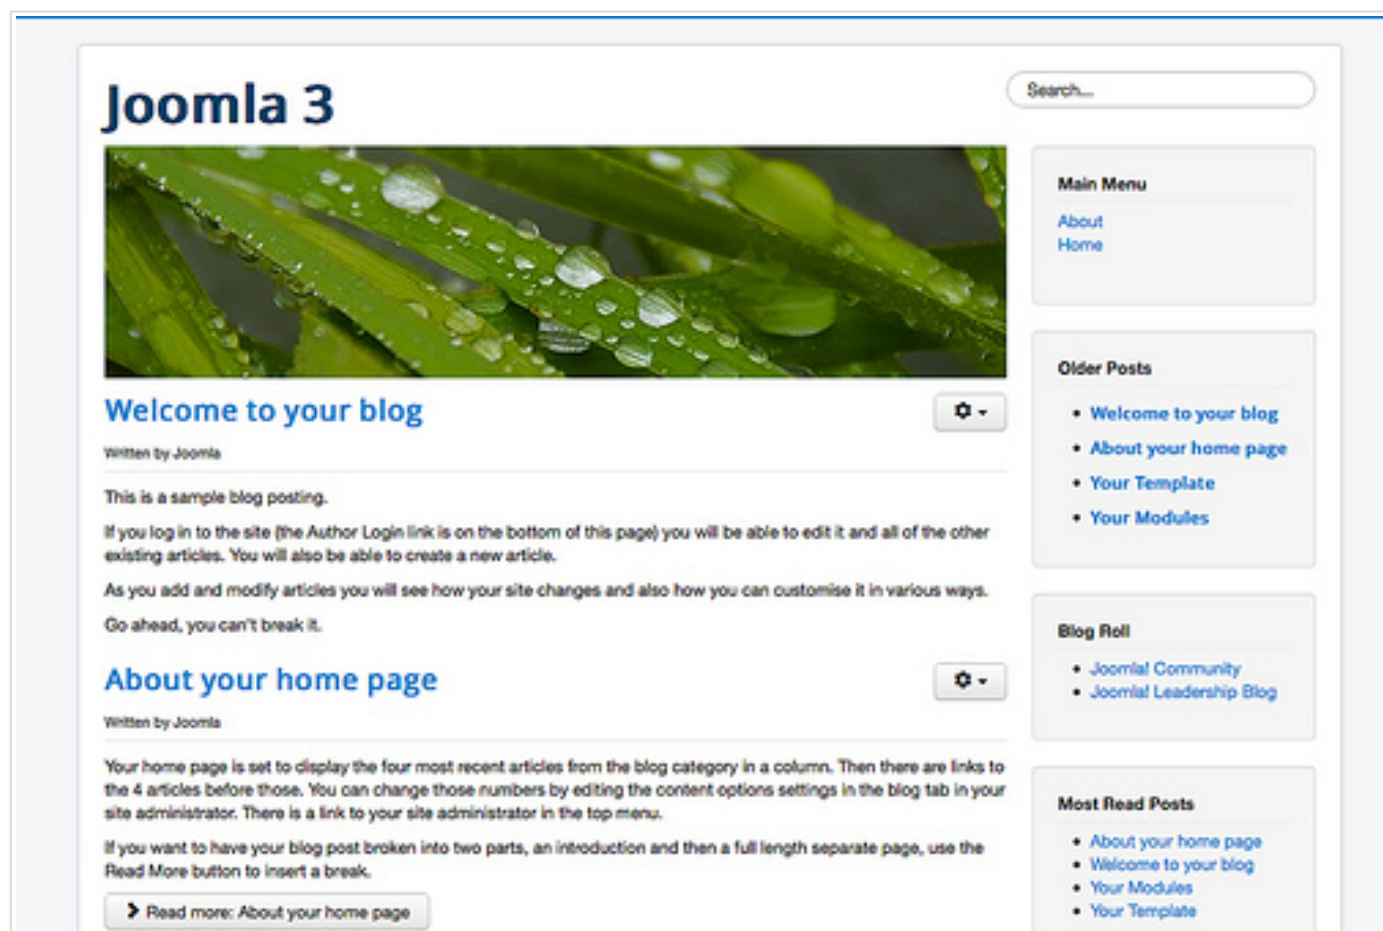 Joomla 3
Search...
Welcome to your blog
Written by Joomla
This is a sample blog posting.
If you log in to the site (the Author Login link is on the bottom of this page) you will be able to edit it and all of the other
existing articles. You will also be able to create a new article.
As you add and modify articles you will see how your site changes and also how you can customise it in various ways.
Go ahead, you can't break it.
About your home page
Written by Joomla
Your home page is set to display the four most recent articles from the blog category in a column. Then there are links to
the 4 articles before those. You can change those numbers by editing the content options settings in the blog tab in your
site administrator. There is a link to your site administrator in the top menu.
If you want to have your blog post broken into two parts, an introduction and then a full length separate page, use the
Read More button to insert a break.
Read more: About your home page
Main Menu
About
Home
Older Posts
Welcome to your blog
About your home page
Your Template
Your Modules
Blog Roll
Joomla! Community
Joomla! Leadership Blog
Most Read Posts
About your home page
Welcome to your blog
Your Modules
Your Template